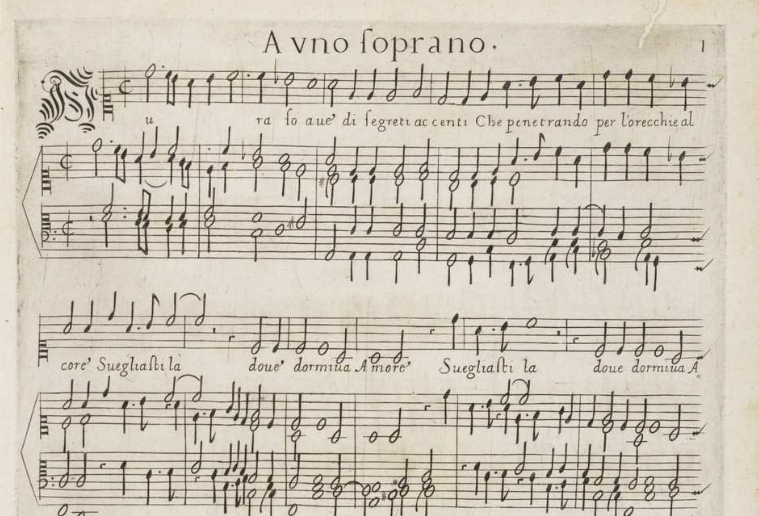 A vno ſoprano.
1
Au ra ſo aue di ſegreti accenti Che penetrando per l'orecchie al
core Suegliaſti la doue dormiua Amore Suegliaſti la doue dormiua A